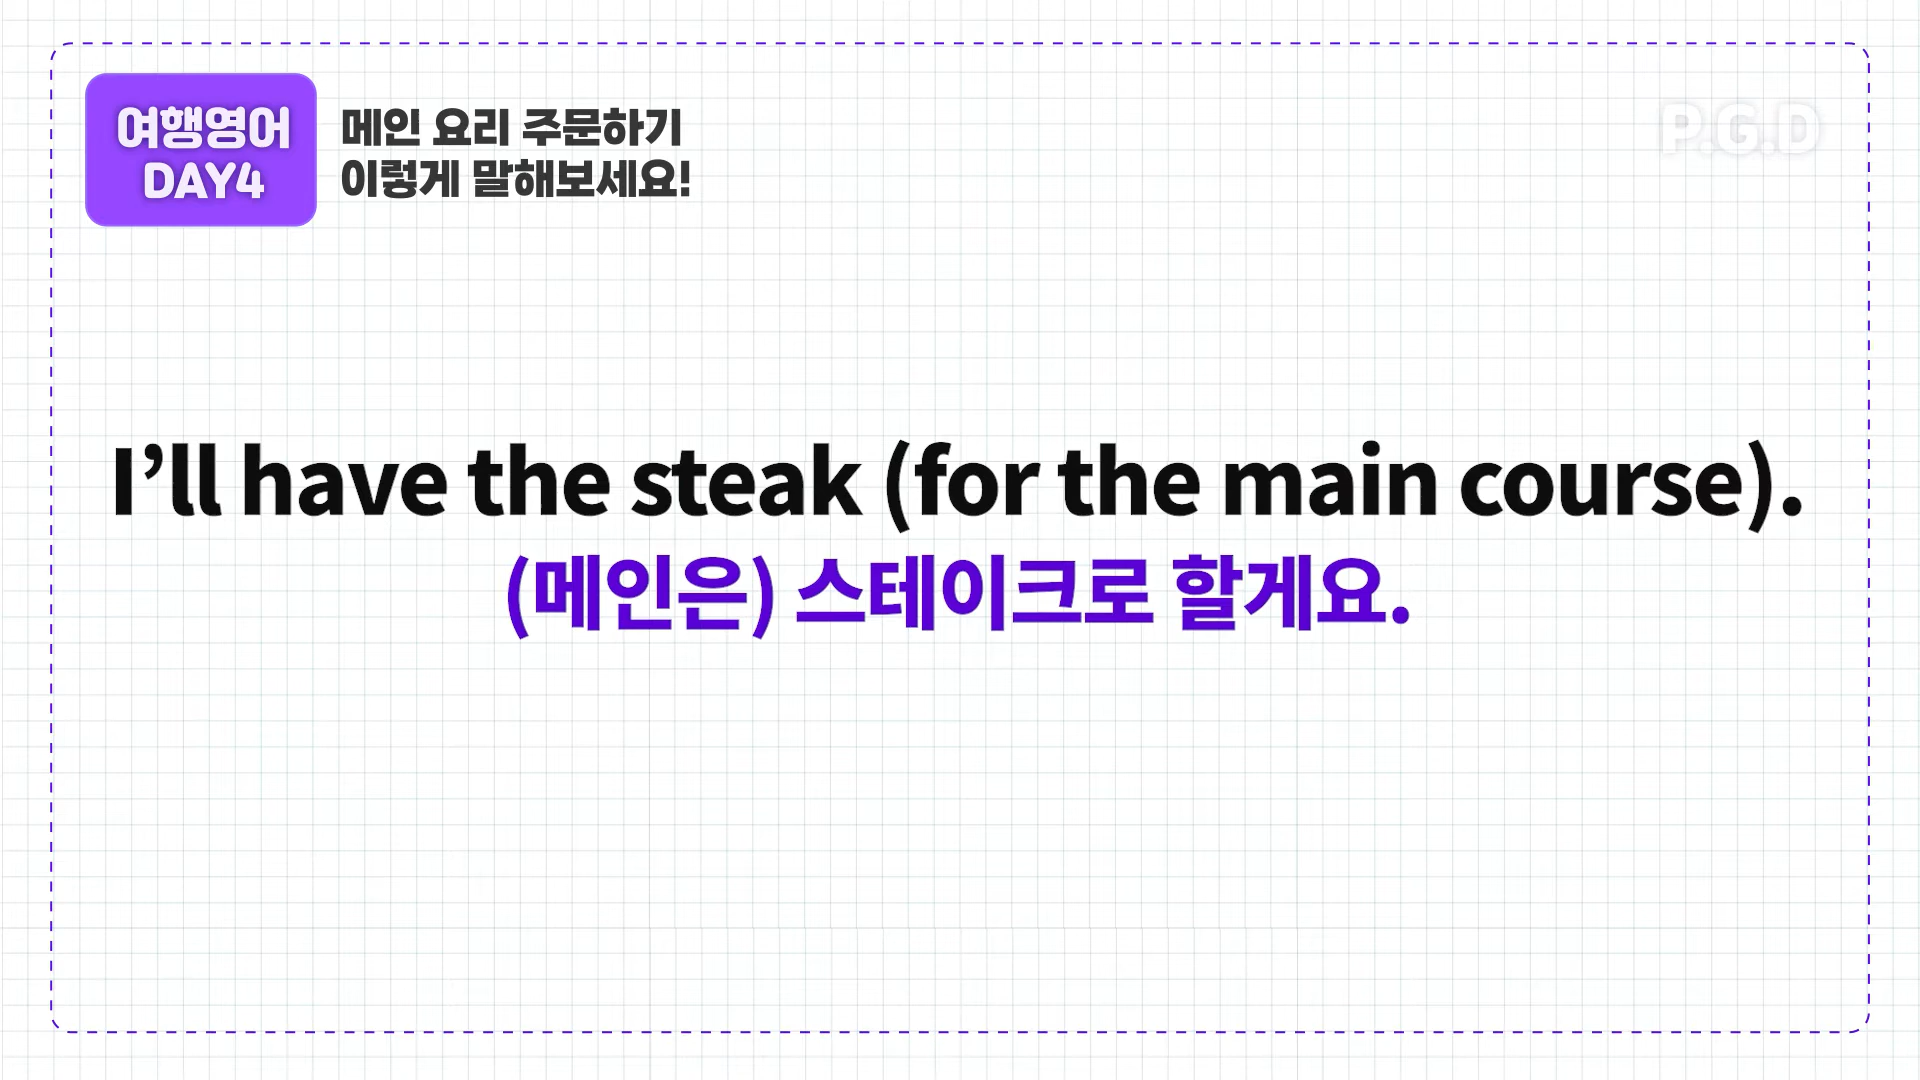 여행영어
DAY4
메인 요리 주문하기
이렇게 말해보세요!
P.G.D
I’ll have the steak (for the main course).
(메인은) 스테이크로 할게요.